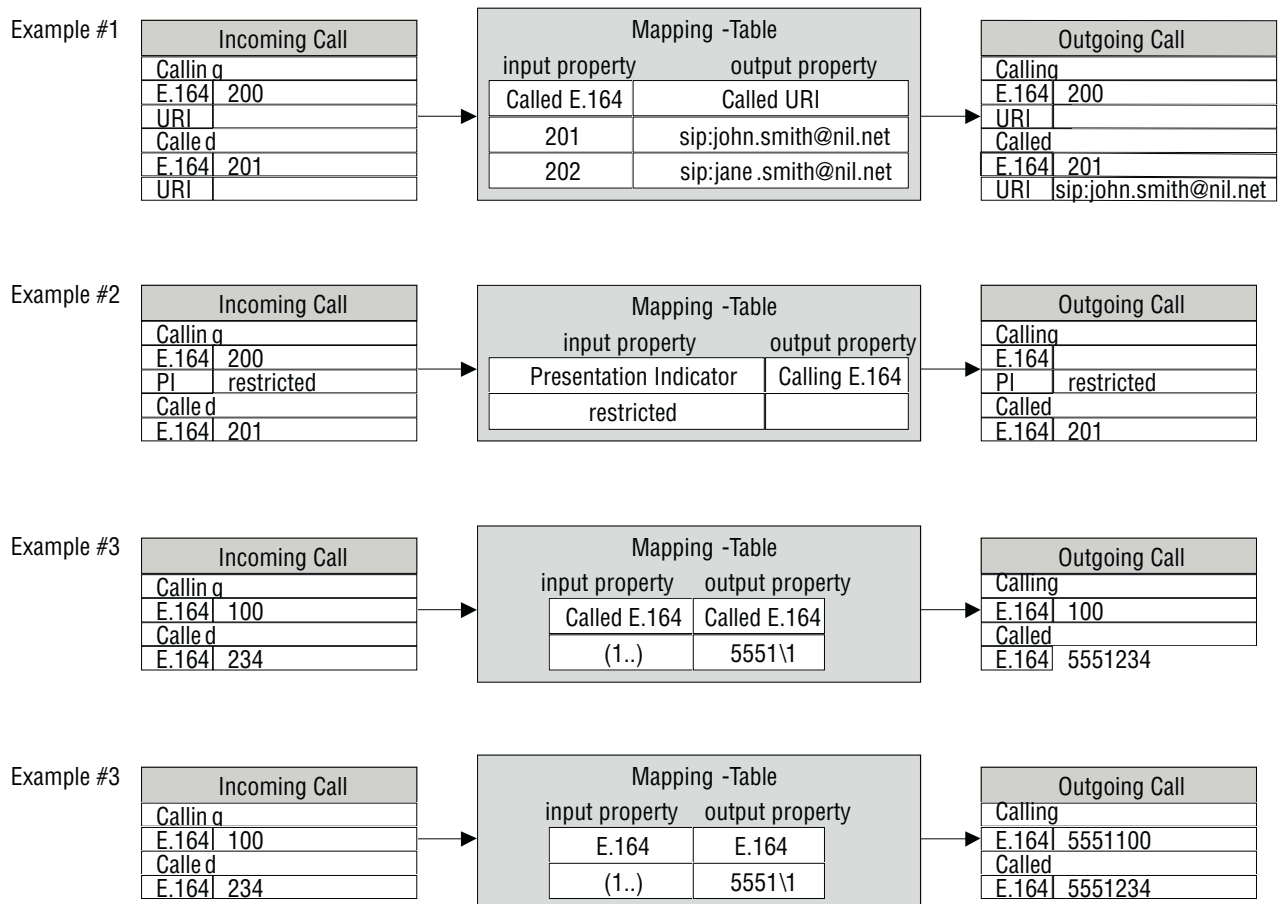 Example #1
Incoming Call
Callin g
E.164 200
URI
Calle d
E.164 201
URI
Mapping -Table
input property output property
Called E.164 Called URI
201 sip:john.smith@nil.net
202 sip:jane .smith@nil.net
Outgoing Call
Calling
E.164 200
URI
Called
E.164 201
URI sip:john.smith@nil.net
Example #2
Incoming Call
Callin g
E.164 200
PI restricted
Calle d
E.164 201
Mapping -Table
input property output property
Presentation Indicator Calling E.164
restricted
Outgoing Call
Calling
E.164
PI restricted
Called
E.164 201
Example #3
Incoming Call
Callin g
E.164 100
Calle d
E.164 234
Mapping -Table
input property output property
Called E.164 Called E.164
(1..) 5551\1
Outgoing Call
Calling
E.164 100
Called
E.164 5551234
Example #3
Incoming Call
Callin g
E.164 100
Calle d
E.164 234
Mapping -Table
input property output property
E.164 E.164
(1..) 5551\1
Outgoing Call
Calling
E.164 5551100
Called
E.164 5551234